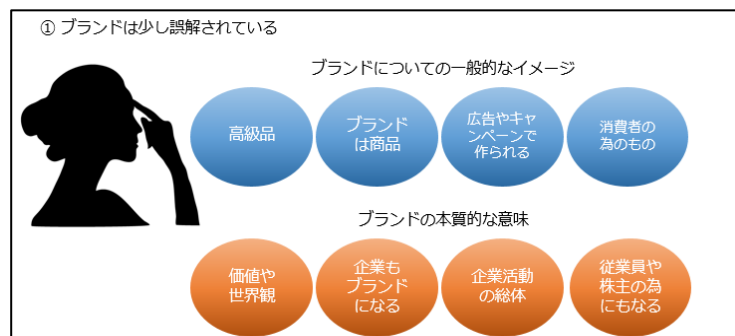 ① ブランドは少し誤解されている
ブランドについての一般的なイメージ
高級品
ブランド
は商品
広告やキャ
ンペーンで
作られる
消費者の
為のもの
ブランドの本質的な意味
価値や
世界観
企業も
ブランド
になる
企業活動
の総体
従業員や
株主の為
にもなる